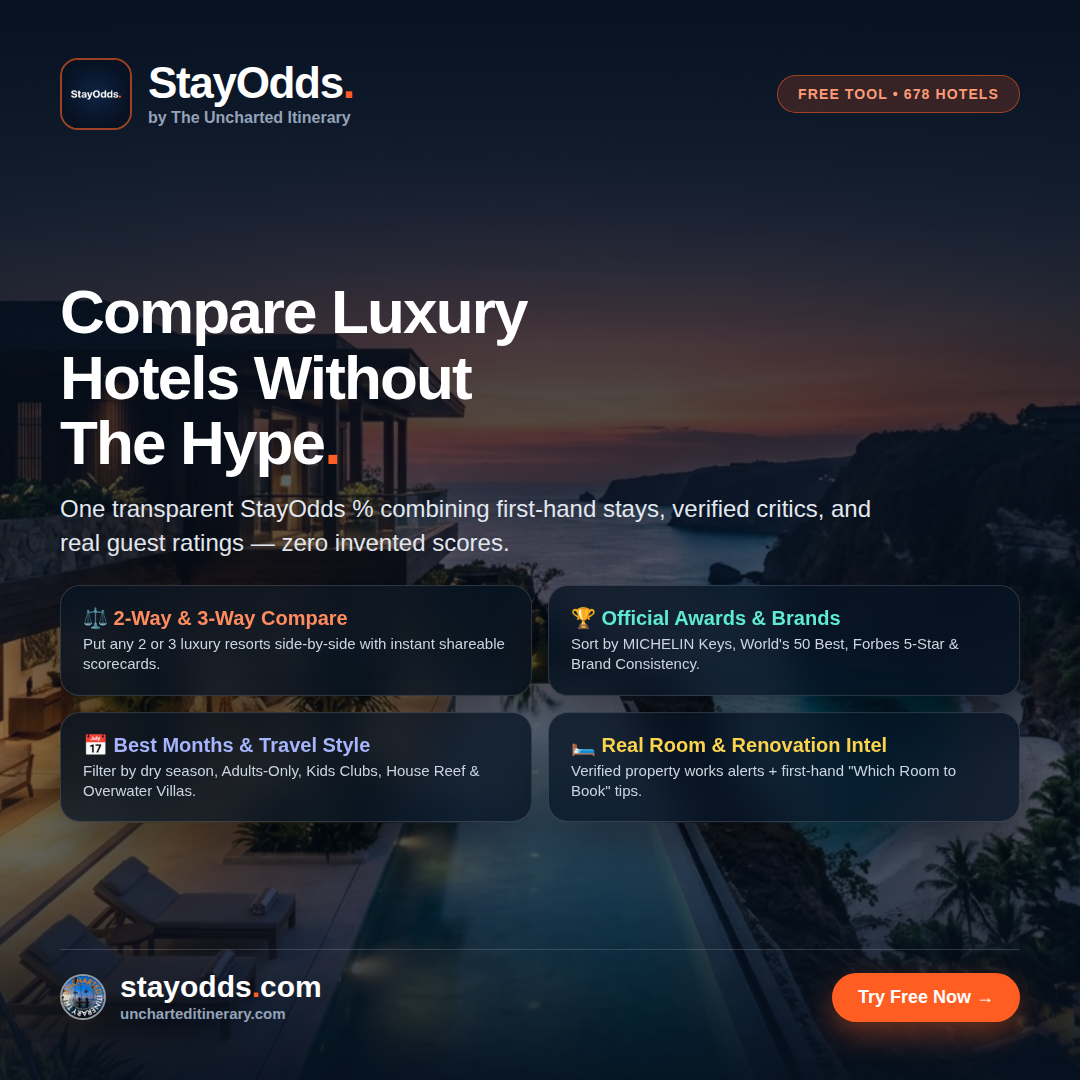 StayOdds.
StayOdds.
by The Uncharted Itinerary
FREE TOOL • 678 HOTELS
Compare Luxury
Hotels Without
The Hype.
One transparent StayOdds % combining first-hand stays, verified critics, and
real guest ratings — zero invented scores.
⚖️ 2-Way & 3-Way Compare
Put any 2 or 3 luxury resorts side-by-side with instant shareable
scorecards.
🏆 Official Awards & Brands
Sort by MICHELIN Keys, World's 50 Best, Forbes 5-Star &
Brand Consistency.
📅 Best Months & Travel Style
Filter by dry season, Adults-Only, Kids Clubs, House Reef &
Overwater Villas.
🛏️ Real Room & Renovation Intel
Verified property works alerts + first-hand "Which Room to
Book" tips.
stayodds.com
uncharteditinerary.com
Try Free Now →